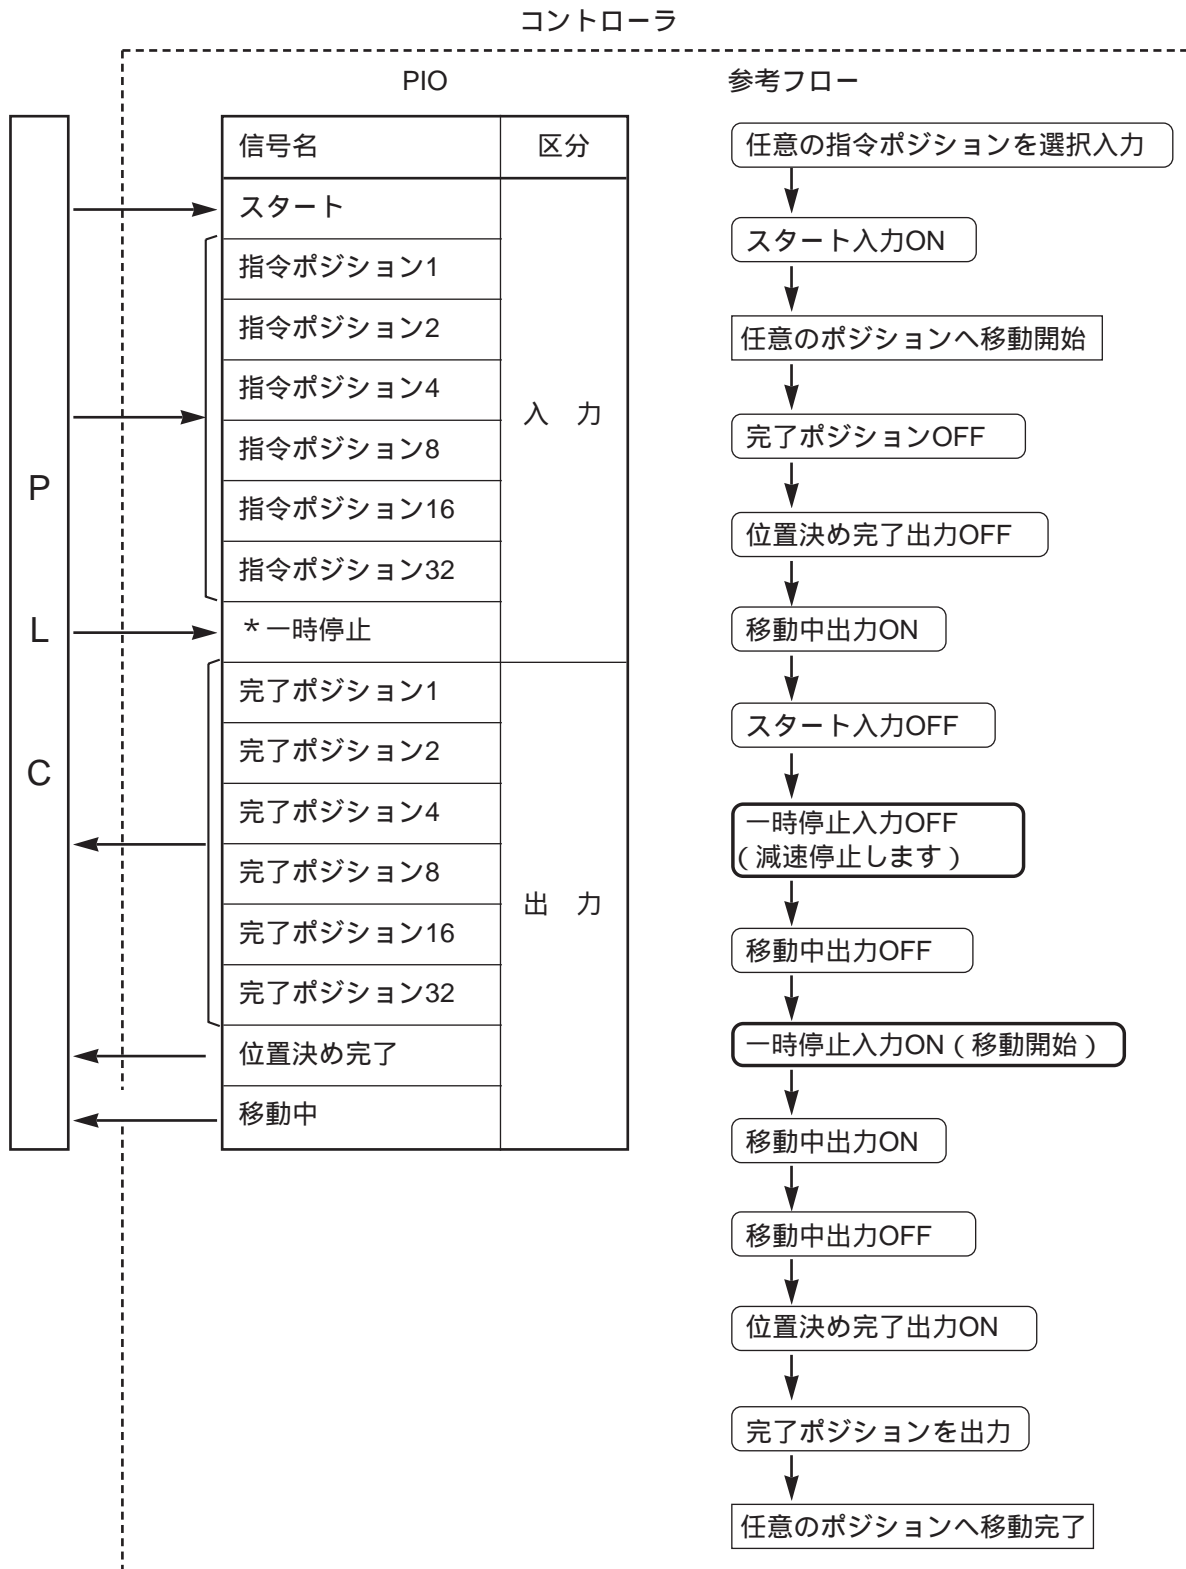 コントローラ
PIO
参考フロー
信号名
区分
スタート
指令ポジション1
指令ポジション2
指令ポジション4
指令ポジション8
指令ポジション16
指令ポジション32
*一時停止
入 力
完了ポジション1
完了ポジション2
完了ポジション4
完了ポジション8
完了ポジション16
完了ポジション32
位置決め完了
移動中
出 力
P
L
C
任意の指令ポジションを選択入力
スタート入力ON
任意のポジションへ移動開始
完了ポジションOFF
位置決め完了出力OFF
移動中出力ON
スタート入力OFF
一時停止入力OFF
(減速停止します)
移動中出力OFF
一時停止入力ON(移動開始)
移動中出力ON
移動中出力OFF
位置決め完了出力ON
完了ポジションを出力
任意のポジションへ移動完了